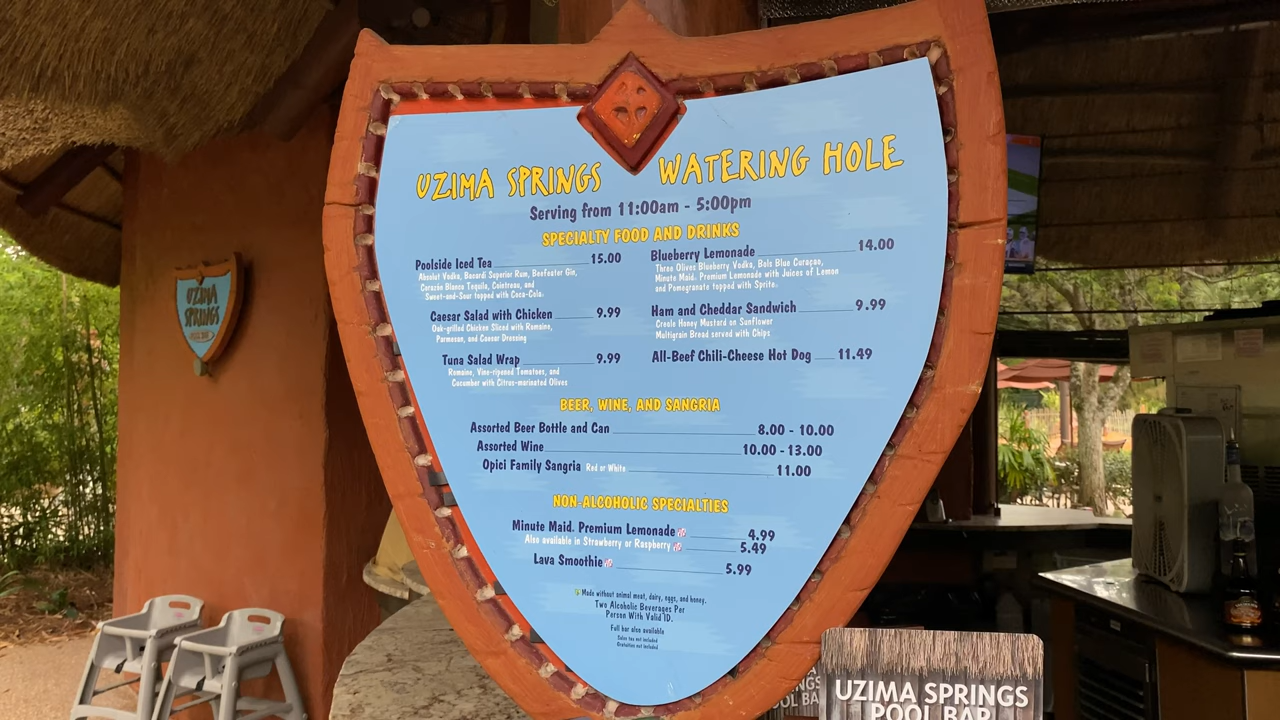 UZIMA SPRINGS WATERING HOLE
Serving from 11:00am - 5:00pm
SPECIALTY FOOD AND DRINKS
Poolside Iced Tea 15.00
Absolut Vodka, Bacardi Superior Rum, Beefeater Gin,
Corazón Blanco Tequila, Cointreau, and
Sweet-and-Sour topped with Coca-Cola.
Caesar Salad with Chicken 9.99
Oak-grilled Chicken Sliced with Romaine,
Parmesan, and Caesar Dressing
Tuna Salad Wrap 9.99
Romaine, Vine-ripened Tomatoes, and
Cucumber with Citrus-marinated Olives
Blueberry Lemonade 14.00
Three Olives Blueberry Vodka, Bols Blue Curaçao,
Minute Maid. Premium Lemonade with Juices of Lemon
and Pomegranate topped with Sprite.
Ham and Cheddar Sandwich 9.99
Creole Honey Mustard on Sunflower
Multigrain Bread served with Chips
All-Beef Chili-Cheese Hot Dog 11.49
BEER, WINE, AND SANGRIA
Assorted Beer Bottle and Can 8.00 - 10.00
Assorted Wine 10.00 - 13.00
Opici Family Sangria Red or White 11.00
NON-ALCOHOLIC SPECIALTIES
Minute Maid. Premium Lemonade 4.99
Also available in Strawberry or Raspberry 5.49
Lava Smoothie 5.99
Made without animal meat, dairy, eggs, and honey.
Two Alcoholic Beverages Per
Person With Valid ID.
Full bar also available
Sales tax not included
Gratuities not included
UZIMA
SPRINGS
UZIMA SPRINGS
POOL BAR